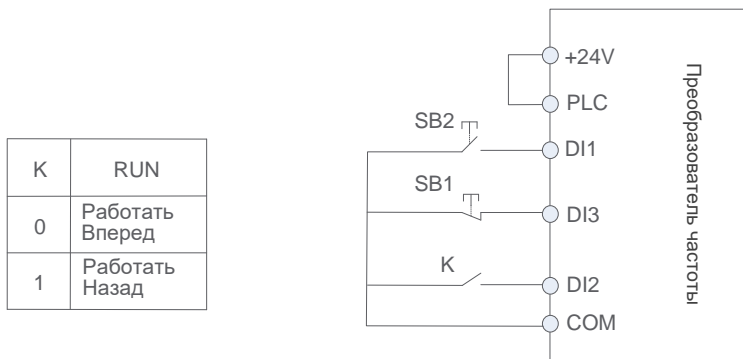 K RUN
0 Работать
Вперед
1 Работать
Назад
+24V
PLC
SB2
DI1
SB1
DI3
K
DI2
COM
Преобразователь частоты